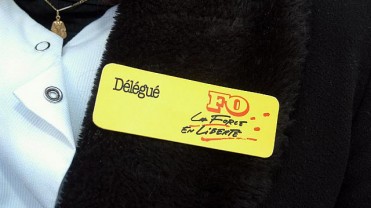 Délégué
FO
La Force
en Liberté